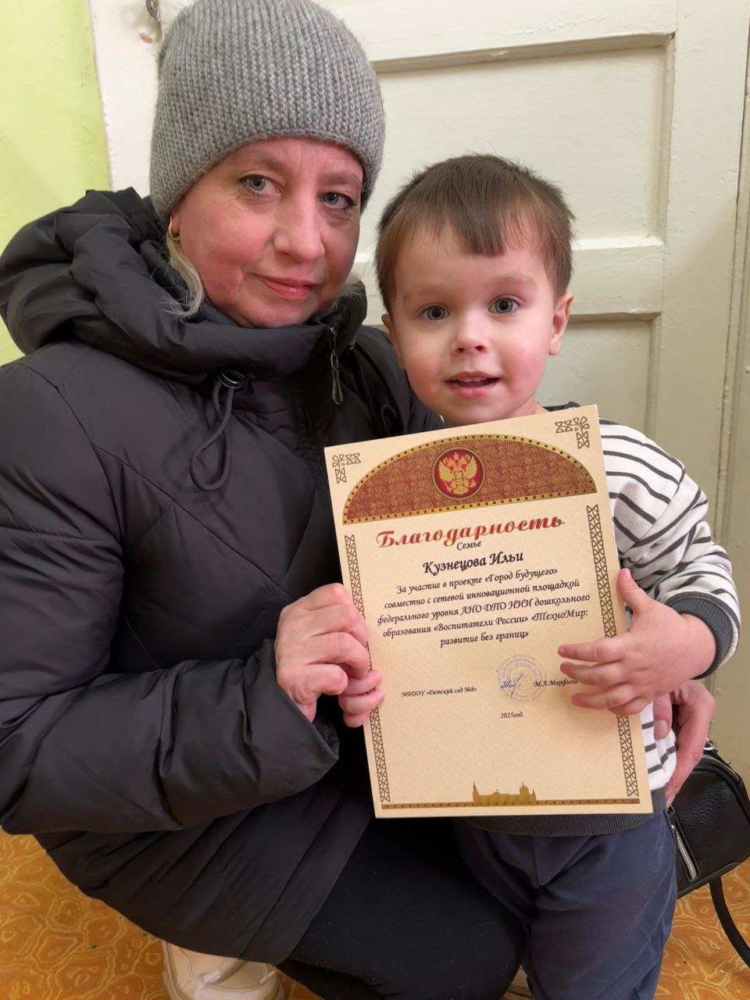 Благодарность
Семье
Кузнецова Ильи
За участие в проекте «Город будущего»
совместно с сетевой инновационной площадкой
федерального уровня АНО ДПО НИИ дошкольного
образования «Воспитатели России» «ТехноМир:
развитие без границ»
МБДОУ «Детский сад №8» М.А.Марфина
2025год.